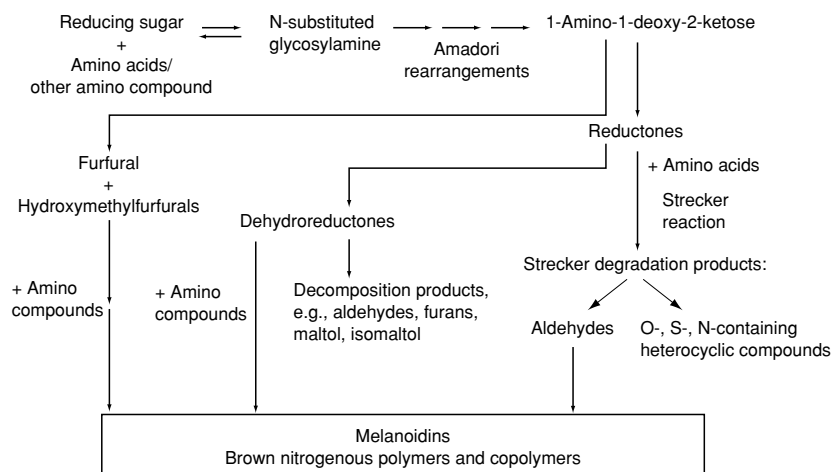 Reducing sugar
+
Amino acids/
other amino compound
N-substituted
glycosylamine
Amadori
rearrangements
1-Amino-1-deoxy-2-ketose
Reductones
+ Amino acids
Strecker
reaction
Furfural
+
Hydroxymethylfurfurals
Dehydroreductones
Strecker degradation products:
+ Amino
compounds
+ Amino
compounds
Decomposition products,
e.g., aldehydes, furans,
maltol, isomaltol
Aldehydes
O-, S-, N-containing
heterocyclic compounds
Melanoidins
Brown nitrogenous polymers and copolymers